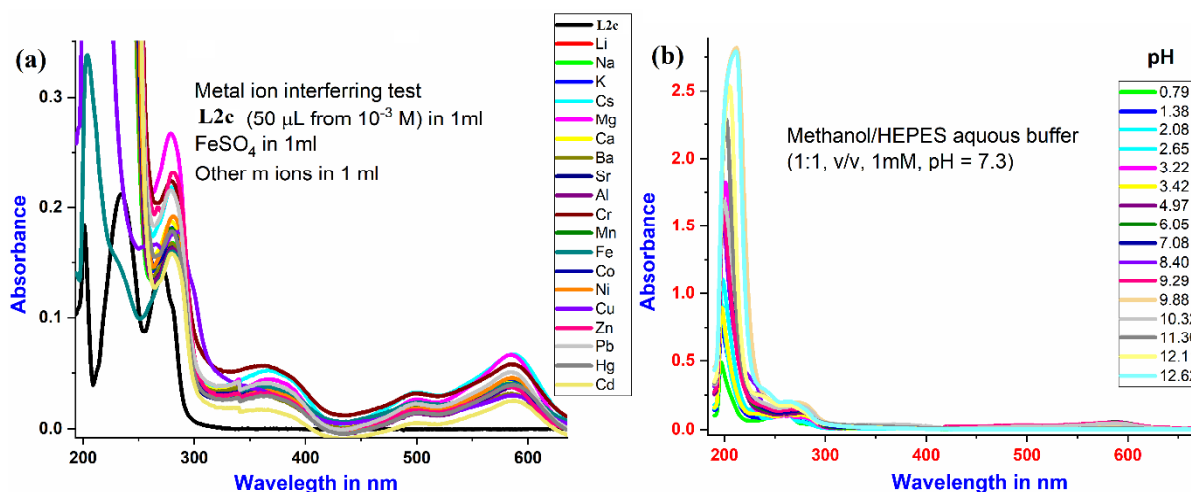 (a)
Metal ion interferring test
L2c (50 µL from 10⁻³ M) in 1ml
FeSO₄ in 1ml
Other m ions in 1 ml
Absorbance
0.3
0.2
0.1
0.0
200
300
400
500
600
Wavelegth in nm
L2c
Li
Na
K
Cs
Mg
Ca
Ba
Sr
Al
Cr
Mn
Fe
Co
Ni
Cu
Zn
Pb
Hg
Cd
(b)
Methanol/HEPES aquous buffer
(1:1, v/v, 1mM, pH = 7.3)
Absorbance
2.5
2.0
1.5
1.0
0.5
0.0
200
300
400
500
600
Wavelength in nm
pH
0.79
1.38
2.08
2.65
3.22
3.42
4.97
6.05
7.08
8.40
9.29
9.88
10.32
11.30
12.1
12.62